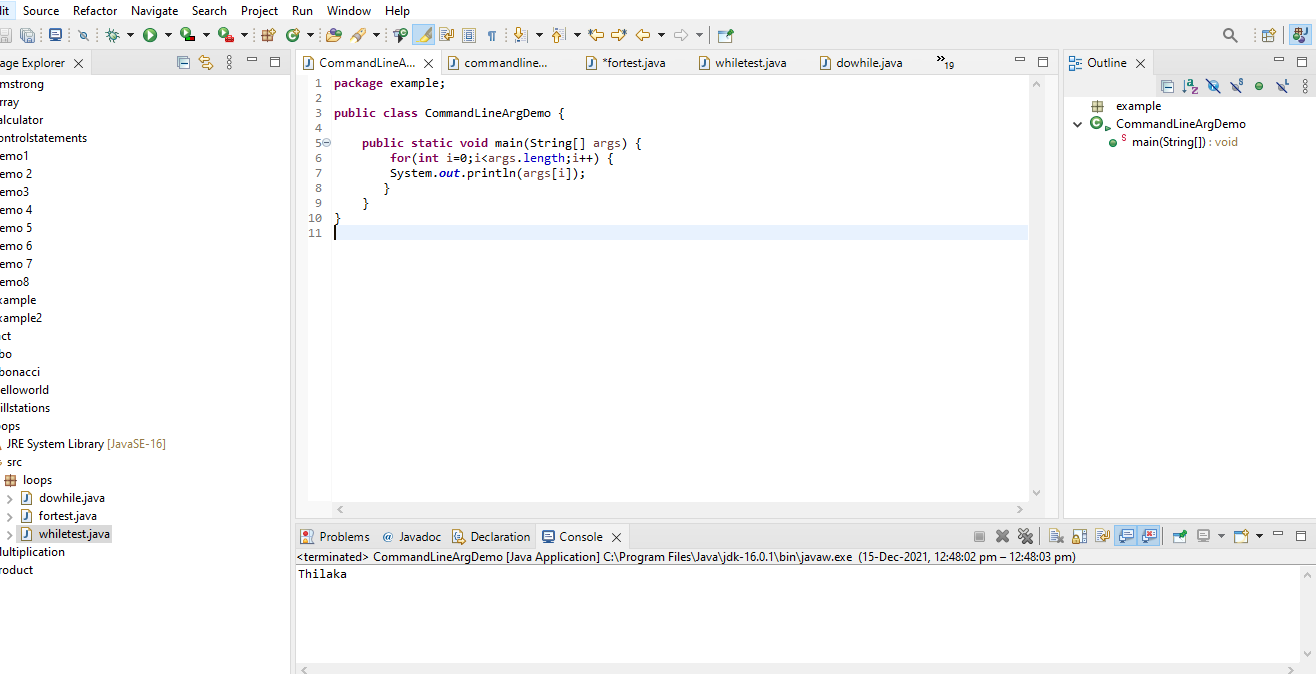 it Source Refactor Navigate Search Project Run Window Help
age Explorer
mstrong
rray
alculator
ontrolstatements
emo1
emo 2
emo3
emo 4
emo 5
emo 6
emo 7
emo8
xample
xample2
ct
bo
bonacci
elloworld
illstations
ops
JRE System Library [JavaSE-16]
src
loops
dowhile.java
fortest.java
whiletest.java
ultiplication
roduct
CommandLineA... commandline... *fortest.java whiletest.java dowhile.java »19
1 package example;
2
3 public class CommandLineArgDemo {
4
5 public static void main(String[] args) {
6 for(int i=0;i<args.length;i++) {
7 System.out.println(args[i]);
8 }
9 }
10 }
11
Outline
example
CommandLineArgDemo
main(String[]) : void
Problems @ Javadoc Declaration Console
<terminated> CommandLineArgDemo [Java Application] C:\Program Files\Java\jdk-16.0.1\bin\javaw.exe (15-Dec-2021, 12:48:02 pm – 12:48:03 pm)
Thilaka